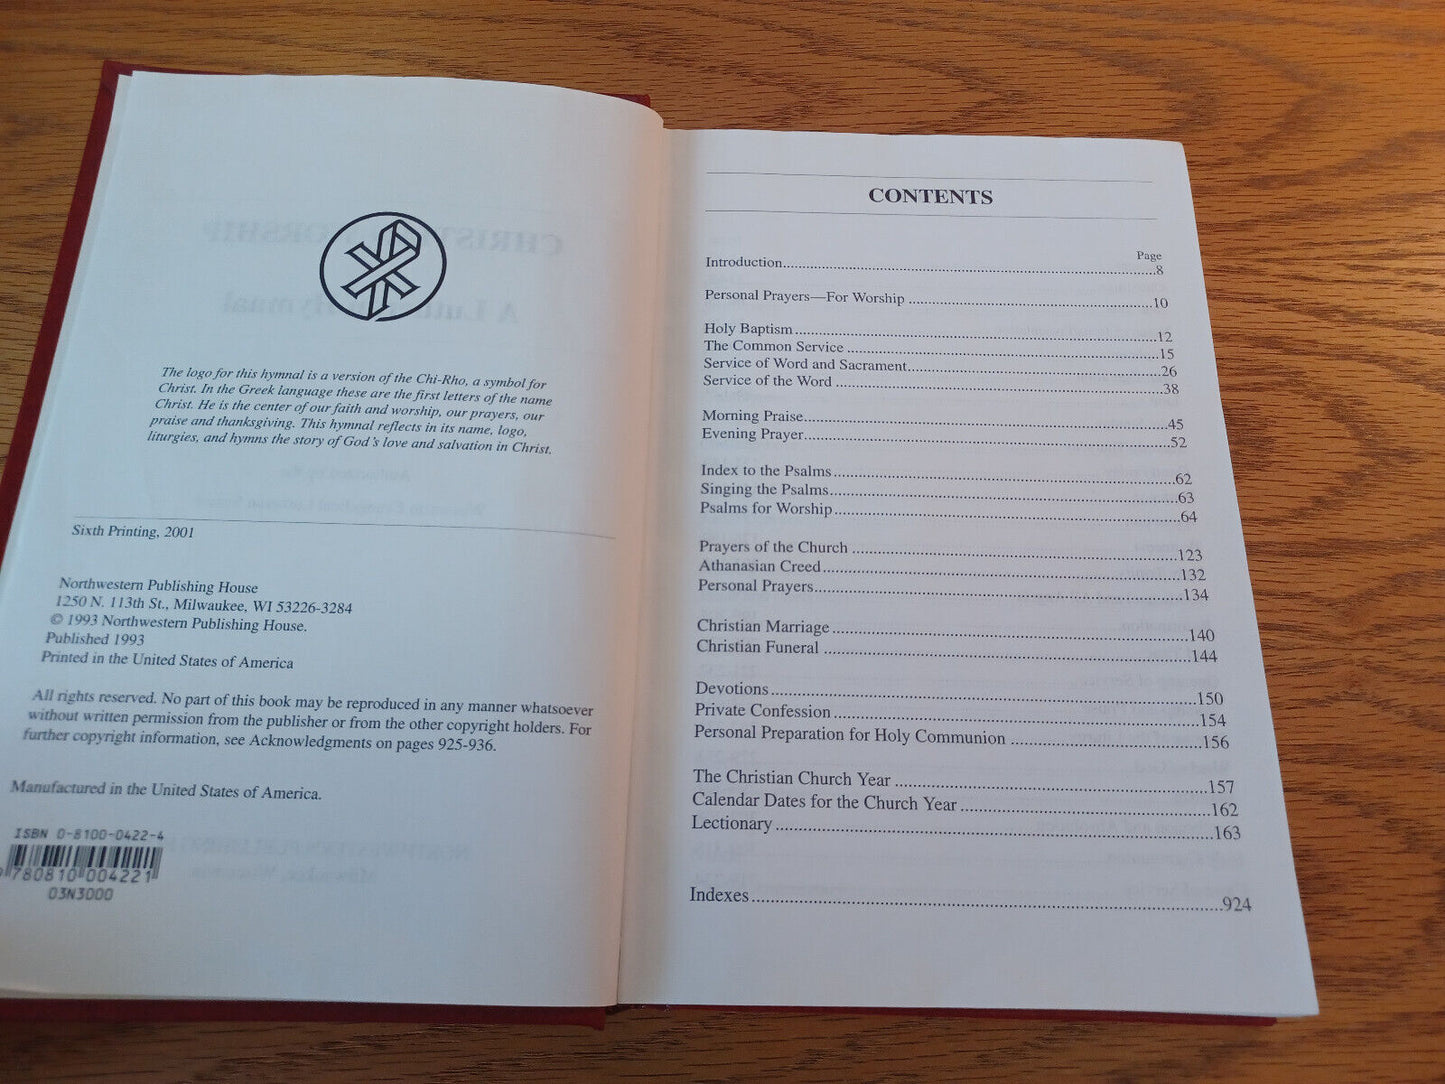 The logo for this hymnal is a version of the Chi-Rho, a symbol for
Christ. In the Greek language these are the first letters of the name
Christ. He is the center of our faith and worship, our prayers, our
praise and thanksgiving. This hymnal reflects in its name, logo,
liturgies, and hymns the story of God's love and salvation in Christ.
Sixth Printing, 2001
Northwestern Publishing House
1250 N. 113th St., Milwaukee, WI 53226-3284
© 1993 Northwestern Publishing House.
Published 1993
Printed in the United States of America
All rights reserved. No part of this book may be reproduced in any manner whatsoever
without written permission from the publisher or from the other copyright holders. For
further copyright information, see Acknowledgments on pages 925-936.
Manufactured in the United States of America.
ISBN 0-8100-0422-4
9 780810 004221
03N3000
CONTENTS
Page
Introduction 8
Personal Prayers—For Worship 10
Holy Baptism 12
The Common Service 15
Service of Word and Sacrament 26
Service of the Word 38
Morning Praise 45
Evening Prayer 52
Index to the Psalms 62
Singing the Psalms 63
Psalms for Worship 64
Prayers of the Church 123
Athanasian Creed 132
Personal Prayers 134
Christian Marriage 140
Christian Funeral 144
Devotions 150
Private Confession 154
Personal Preparation for Holy Communion 156
The Christian Church Year 157
Calendar Dates for the Church Year 162
Lectionary 163
Indexes 924